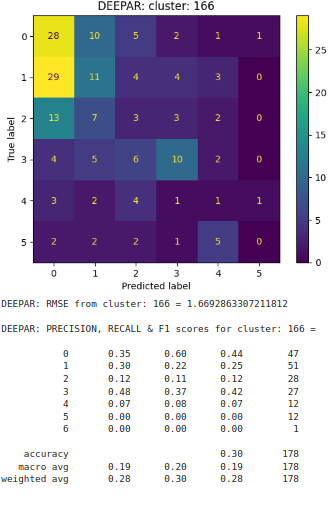 DEEPAR: cluster: 166
0 28 10 5 2 1 1
1 29 11 4 4 3 0
2 13 7 3 3 2 0
3 4 5 6 10 2 0
4 3 2 4 1 1 1
5 2 2 2 1 5 0
0 1 2 3 4 5
True label
Predicted label
25
20
15
10
5
0
DEEPAR: RMSE from cluster: 166 = 1.6692863307211812
DEEPAR: PRECISION, RECALL & F1 scores for cluster: 166 =
0 0.35 0.60 0.44 47
1 0.30 0.22 0.25 51
2 0.12 0.11 0.12 28
3 0.48 0.37 0.42 27
4 0.07 0.08 0.07 12
5 0.00 0.00 0.00 12
6 0.00 0.00 0.00 1
accuracy 0.30 178
macro avg 0.19 0.20 0.19 178
weighted avg 0.28 0.30 0.28 178